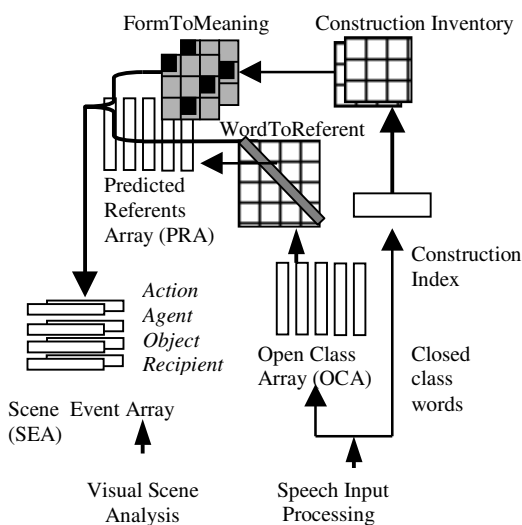 FormToMeaning
Construction Inventory
WordToReferent
Predicted
Referents
Array (PRA)
Construction
Index
Action
Agent
Object
Recipient
Open Class
Array (OCA)
Closed
class
words
Scene Event Array
(SEA)
Visual Scene
Analysis
Speech Input
Processing